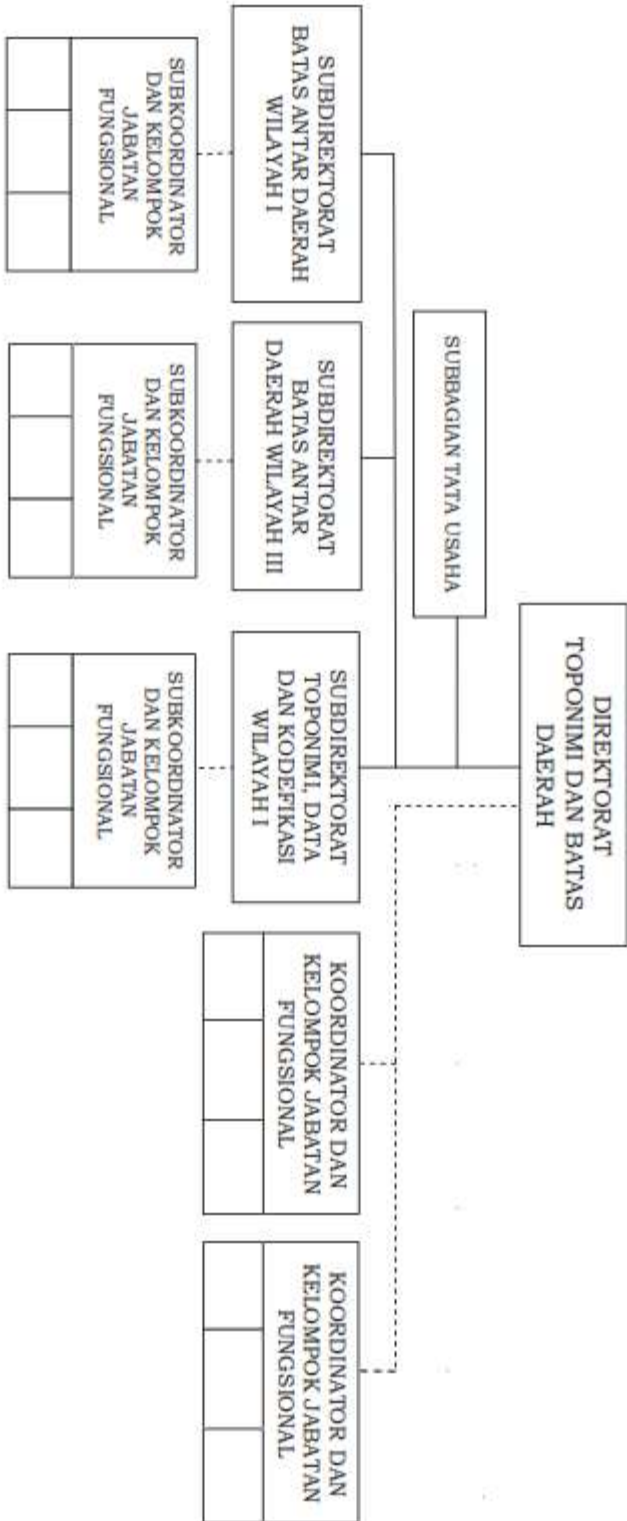 DIREKTORAT
TOPONIMI DAN BATAS
DAERAH
SUBBAGIAN TATA USAHA
SUBDIREKTORAT
BATAS ANTAR DAERAH
WILAYAH I
SUBDIREKTORAT
BATAS ANTAR
DAERAH WILAYAH III
SUBDIREKTORAT
TOPONIMI, DATA
DAN KODEFIKASI
WILAYAH I
KOORDINATOR DAN
KELOMPOK JABATAN
FUNGSIONAL
KOORDINATOR DAN
KELOMPOK JABATAN
FUNGSIONAL
SUBKOORDINATOR
DAN KELOMPOK
JABATAN
FUNGSIONAL
SUBKOORDINATOR
DAN KELOMPOK
JABATAN
FUNGSIONAL
SUBKOORDINATOR
DAN KELOMPOK
JABATAN
FUNGSIONAL